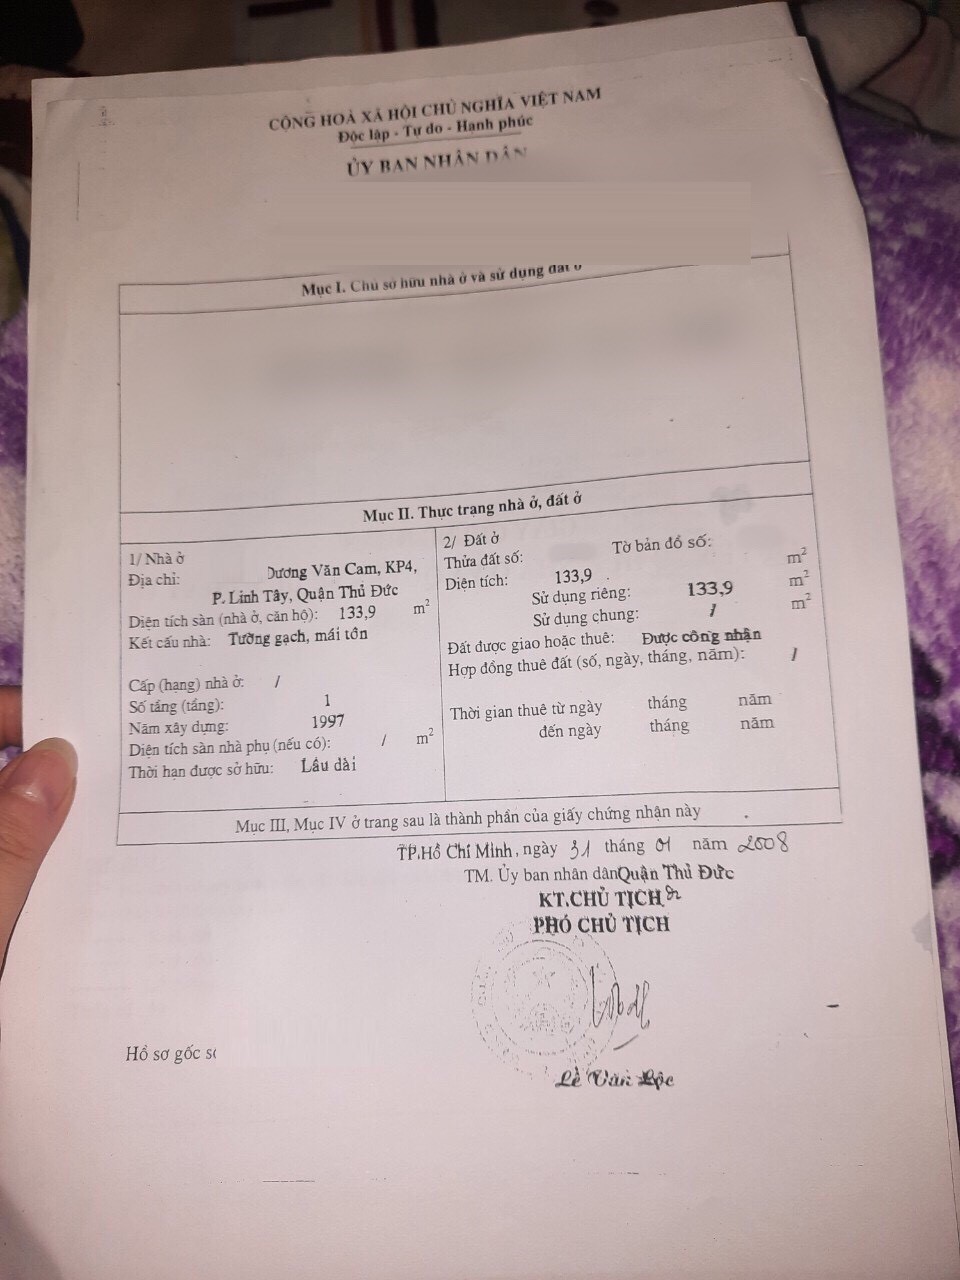 CỘNG HOÀ XÃ HỘI CHỦ NGHĨA VIỆT NAM
Độc lập - Tự do - Hạnh phúc
ỦY BAN NHÂN DÂN
Mục I. Chủ sở hữu nhà ở và sử dụng đất ở
Mục II. Thực trạng nhà ở, đất ở
1/ Nhà ở
Địa chỉ: Dương Văn Cam, KP4,
P. Linh Tây, Quận Thủ Đức
Diện tích sàn (nhà ở, căn hộ): 133,9 m²
Kết cấu nhà: Tường gạch, mái tôn
Cấp (hạng) nhà ở: /
Số tầng (tầng): 1
Năm xây dựng: 1997
Diện tích sàn nhà phụ (nếu có): / m²
Thời hạn được sở hữu: Lâu dài
2/ Đất ở
Thửa đất số: Tờ bản đồ số:
Diện tích: 133,9 m²
Sử dụng riêng: 133,9 m²
Sử dụng chung: / m²
Đất được giao hoặc thuê: Được công nhận
Hợp đồng thuê đất (số, ngày, tháng, năm): /
Thời gian thuê từ ngày tháng năm
đến ngày tháng năm
Mục III, Mục IV ở trang sau là thành phần của giấy chứng nhận này
TP.Hồ Chí Minh, ngày 31 tháng 01 năm 2008
TM. Ủy ban nhân dân Quận Thủ Đức
KT.CHỦ TỊCH
PHÓ CHỦ TỊCH
Lê Văn Lộc
Hồ sơ gốc số